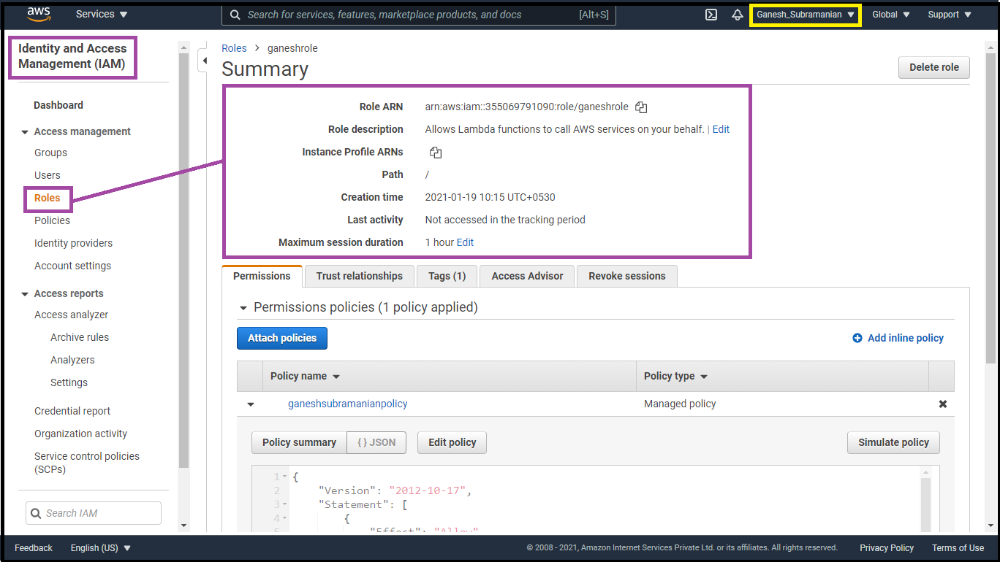 aws
Services
Search for services, features, marketplace products, and docs [Alt+S]
Ganesh_Subramanian
Global
Support
Identity and Access
Management (IAM)
Dashboard
Access management
Groups
Users
Roles
Policies
Identity providers
Account settings
Access reports
Access analyzer
Archive rules
Analyzers
Settings
Credential report
Organization activity
Service control policies
(SCPs)
Search IAM
Roles > ganeshrole
Summary
Delete role
Role ARN arn:aws:iam::355069791090:role/ganeshrole
Role description Allows Lambda functions to call AWS services on your behalf. | Edit
Instance Profile ARNs
Path /
Creation time 2021-01-19 10:15 UTC+0530
Last activity Not accessed in the tracking period
Maximum session duration 1 hour Edit
Permissions Trust relationships Tags (1) Access Advisor Revoke sessions
Permissions policies (1 policy applied)
Attach policies
Add inline policy
Policy name Policy type
ganeshsubramanianpolicy Managed policy
Policy summary { } JSON Edit policy Simulate policy
1 {
2 "Version": "2012-10-17",
3 "Statement": [
4 {
5 "Effect": "Allow"
Feedback English (US) © 2008 - 2021, Amazon Internet Services Private Ltd. or its affiliates. All rights reserved. Privacy Policy Terms of Use